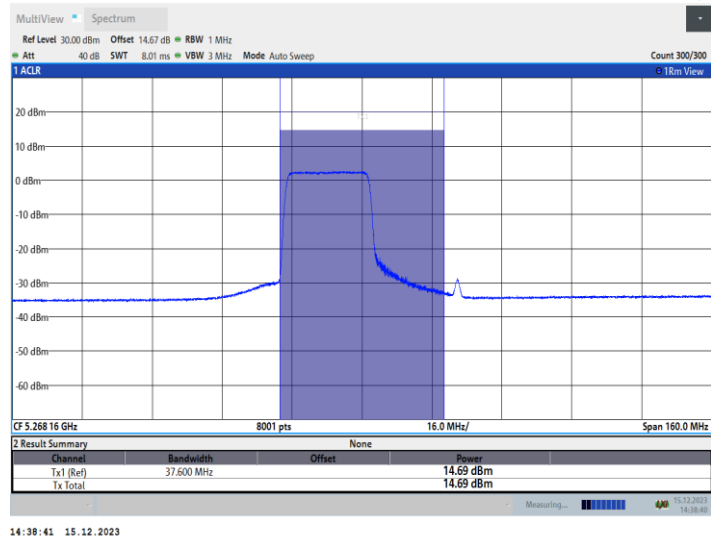 MultiView Spectrum
Ref Level 30.00 dBm Offset 14.67 dB RBW 1 MHz
Att 40 dB SWT 8.01 ms VBW 3 MHz Mode Auto Sweep Count 300/300
1 ACLR 1Rm View
20 dBm
10 dBm
0 dBm
-10 dBm
-20 dBm
-30 dBm
-40 dBm
-50 dBm
-60 dBm
CF 5.268 16 GHz 8001 pts 16.0 MHz/ Span 160.0 MHz
2 Result Summary None
Channel Bandwidth Offset Power
Tx1 (Ref) 37.600 MHz 14.69 dBm
Tx Total 14.69 dBm
Measuring... 15.12.2023
14:38:40
14:38:41 15.12.2023